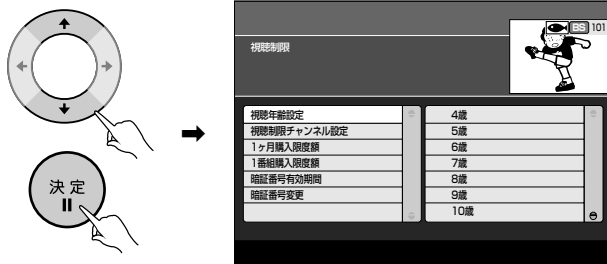 決定
BS 101
視聴制限
視聴年齢設定
視聴制限チャンネル設定
1ヶ月購入限度額
1番組購入限度額
暗証番号有効期間
暗証番号変更
4歳
5歳
6歳
7歳
8歳
9歳
10歳